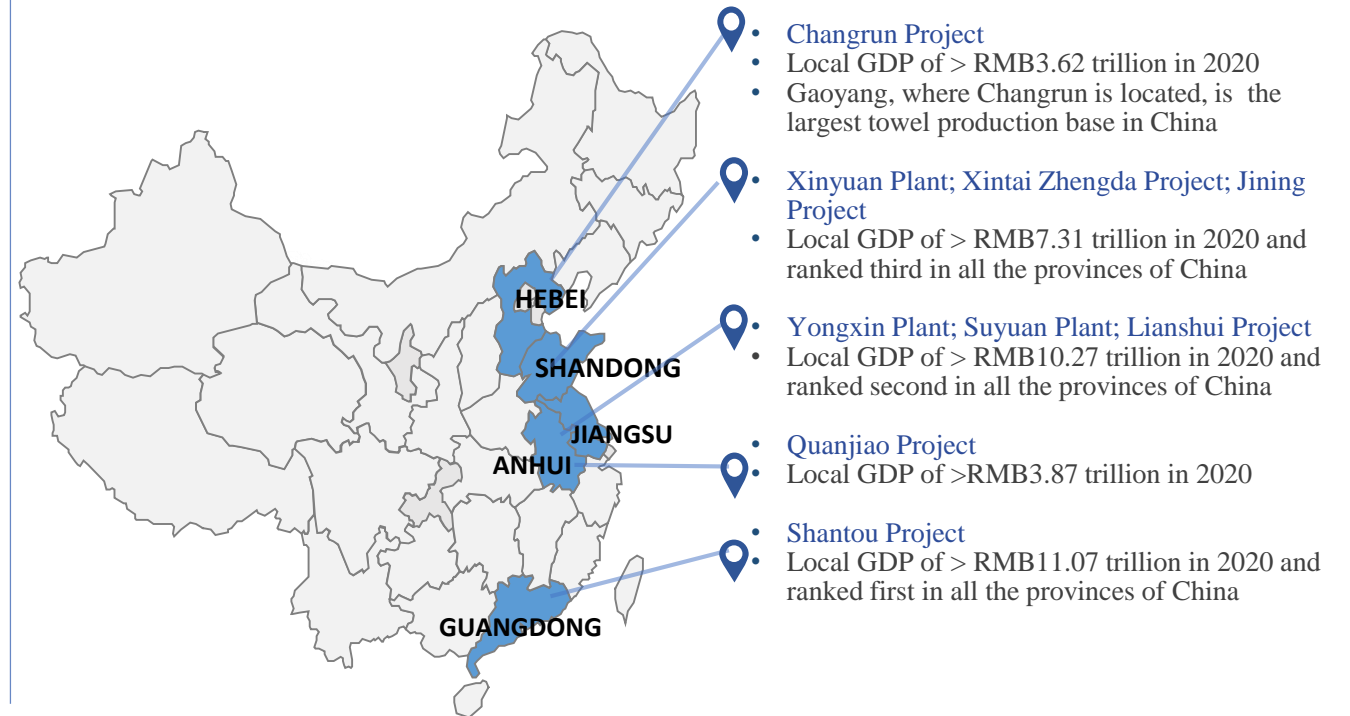 • Changrun Project
• Local GDP of > RMB3.62 trillion in 2020
• Gaoyang, where Changrun is located, is the
largest towel production base in China
• Xinyuan Plant; Xintai Zhengda Project; Jining
Project
• Local GDP of > RMB7.31 trillion in 2020 and
ranked third in all the provinces of China
• Yongxin Plant; Suyuan Plant; Lianshui Project
• Local GDP of > RMB10.27 trillion in 2020 and
ranked second in all the provinces of China
• Quanjiao Project
• Local GDP of >RMB3.87 trillion in 2020
• Shantou Project
• Local GDP of > RMB11.07 trillion in 2020 and
ranked first in all the provinces of China
HEBEI
SHANDONG
JIANGSU
ANHUI
GUANGDONG